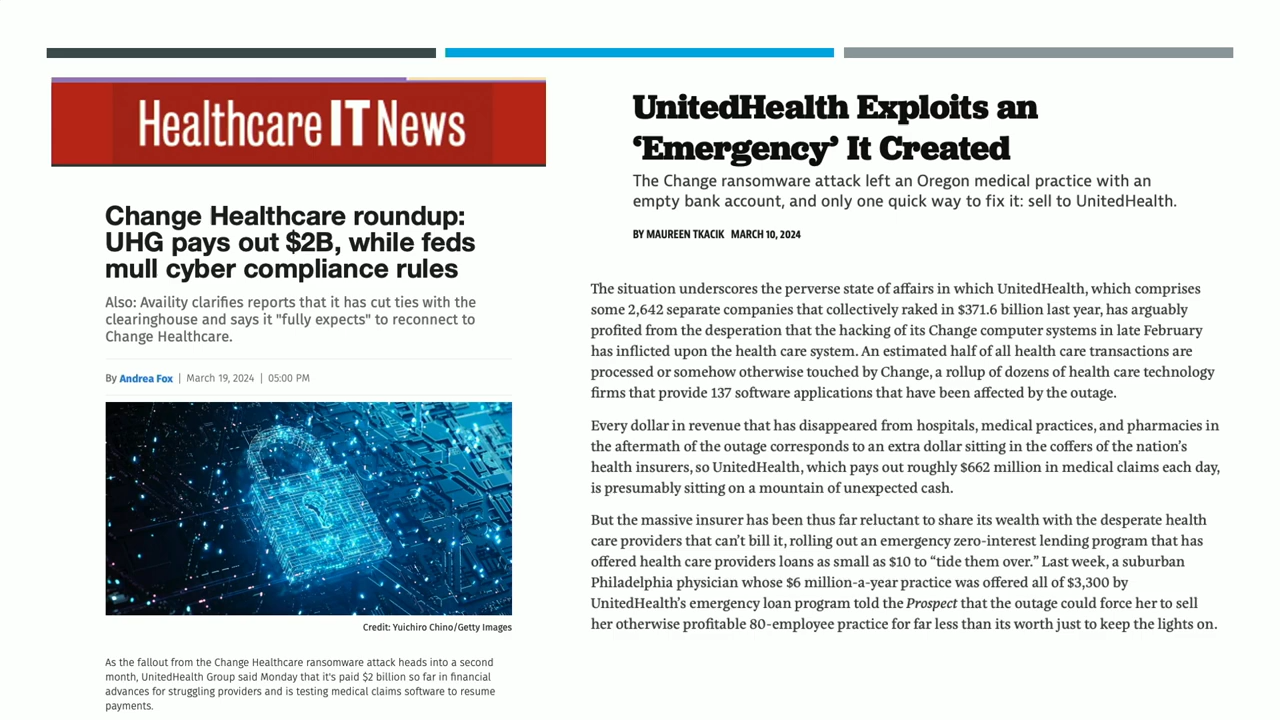 Healthcare IT News
Change Healthcare roundup:
UHG pays out $2B, while feds
mull cyber compliance rules
Also: Availity clarifies reports that it has cut ties with the
clearinghouse and says it "fully expects" to reconnect to
Change Healthcare.
By Andrea Fox | March 19, 2024 | 05:00 PM
Credit: Yuichiro Chino/Getty Images
As the fallout from the Change Healthcare ransomware attack heads into a second
month, UnitedHealth Group said Monday that it's paid $2 billion so far in financial
advances for struggling providers and is testing medical claims software to resume
payments.
UnitedHealth Exploits an
‘Emergency’ It Created
The Change ransomware attack left an Oregon medical practice with an
empty bank account, and only one quick way to fix it: sell to UnitedHealth.
BY MAUREEN TKACIK MARCH 10, 2024
The situation underscores the perverse state of affairs in which UnitedHealth, which comprises
some 2,642 separate companies that collectively raked in $371.6 billion last year, has arguably
profited from the desperation that the hacking of its Change computer systems in late February
has inflicted upon the health care system. An estimated half of all health care transactions are
processed or somehow otherwise touched by Change, a rollup of dozens of health care technology
firms that provide 137 software applications that have been affected by the outage.
Every dollar in revenue that has disappeared from hospitals, medical practices, and pharmacies in
the aftermath of the outage corresponds to an extra dollar sitting in the coffers of the nation’s
health insurers, so UnitedHealth, which pays out roughly $662 million in medical claims each day,
is presumably sitting on a mountain of unexpected cash.
But the massive insurer has been thus far reluctant to share its wealth with the desperate health
care providers that can’t bill it, rolling out an emergency zero-interest lending program that has
offered health care providers loans as small as $10 to “tide them over.” Last week, a suburban
Philadelphia physician whose $6 million-a-year practice was offered all of $3,300 by
UnitedHealth’s emergency loan program told the Prospect that the outage could force her to sell
her otherwise profitable 80-employee practice for far less than its worth just to keep the lights on.